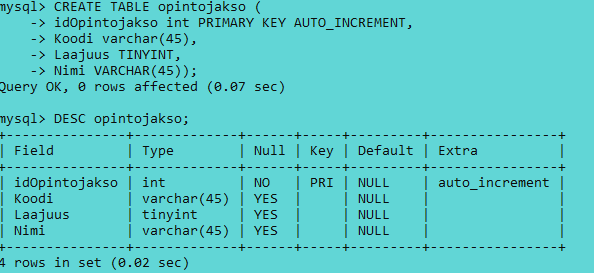 mysql> CREATE TABLE opintojakso (
    -> idOpintojakso int PRIMARY KEY AUTO_INCREMENT,
    -> Koodi varchar(45),
    -> Laajuus TINYINT,
    -> Nimi VARCHAR(45));
Query OK, 0 rows affected (0.07 sec)
mysql> DESC opintojakso;
+---------------+-------------+------+-----+---------+----------------+
| Field         | Type        | Null | Key | Default | Extra          |
+---------------+-------------+------+-----+---------+----------------+
| idOpintojakso | int         | NO   | PRI | NULL    | auto_increment |
| Koodi         | varchar(45) | YES  |     | NULL    |                |
| Laajuus       | tinyint     | YES  |     | NULL    |                |
| Nimi          | varchar(45) | YES  |     | NULL    |                |
+---------------+-------------+------+-----+---------+----------------+
4 rows in set (0.02 sec)